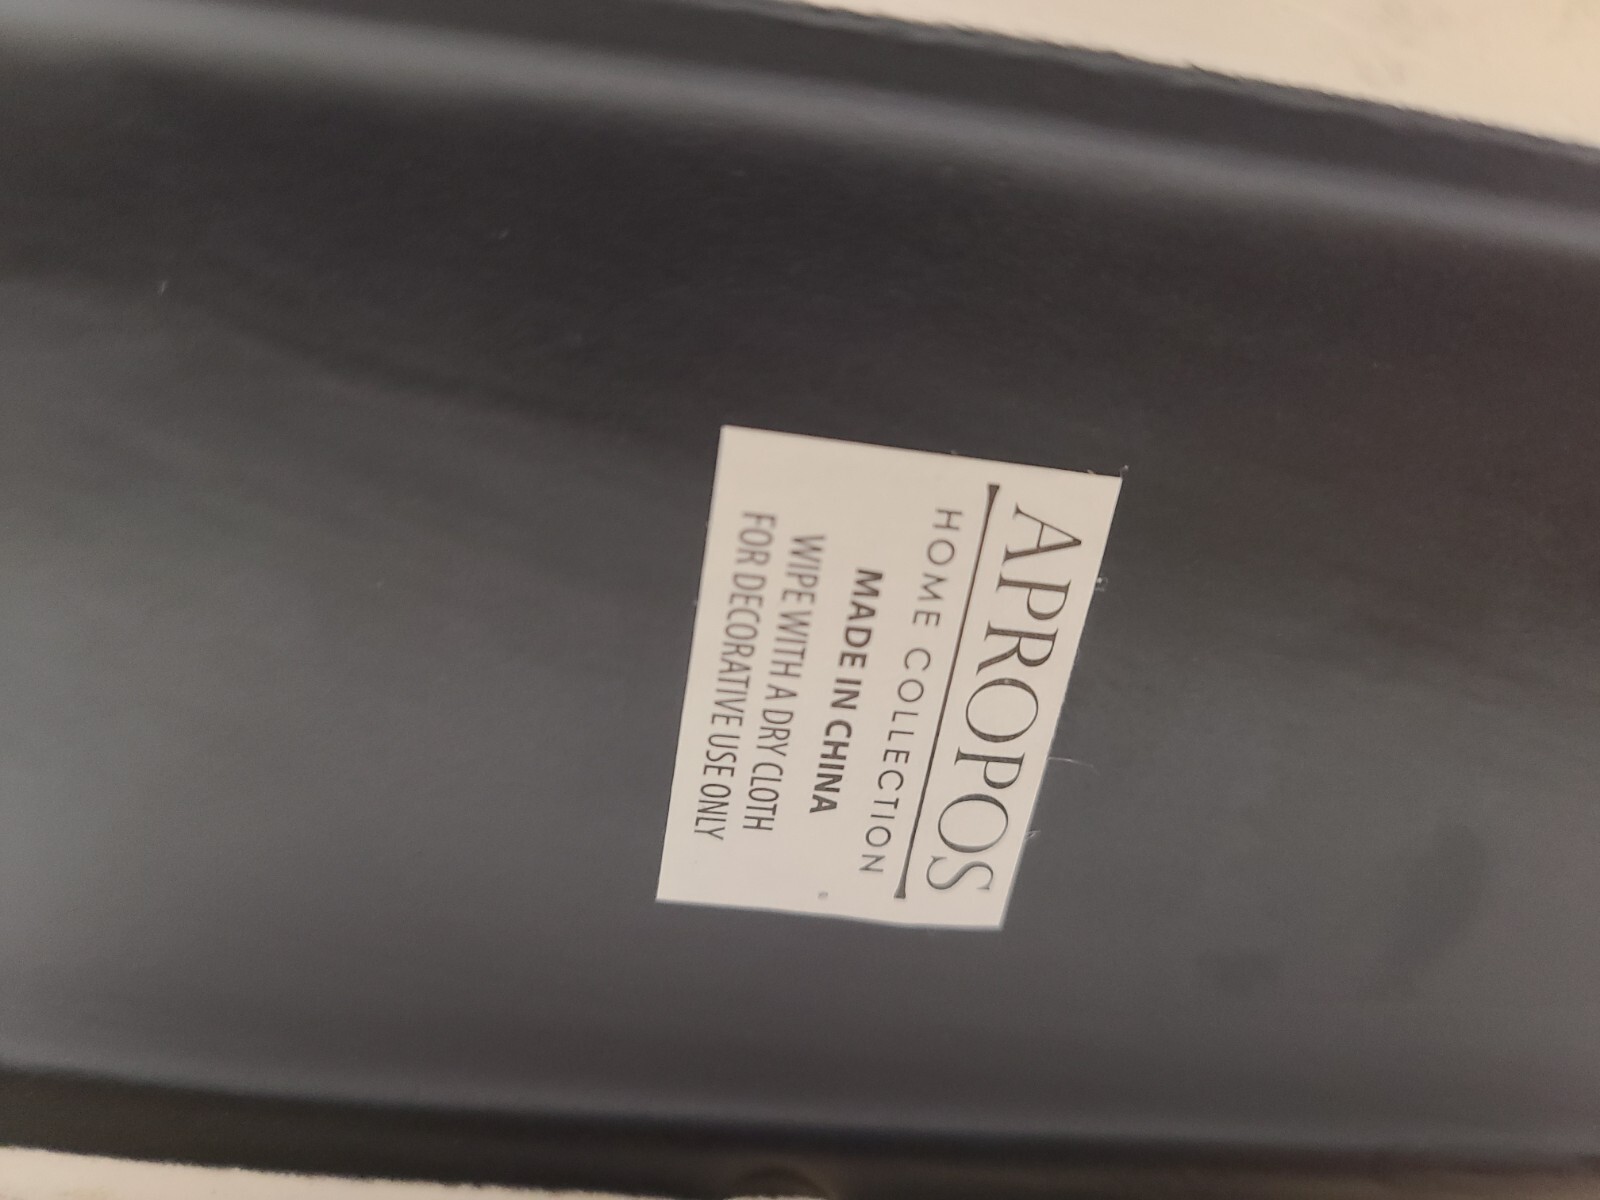 APROPOS
HOME COLLECTION
MADE IN CHINA
WIPE WITH A DRY CLOTH
FOR DECORATIVE USE ONLY